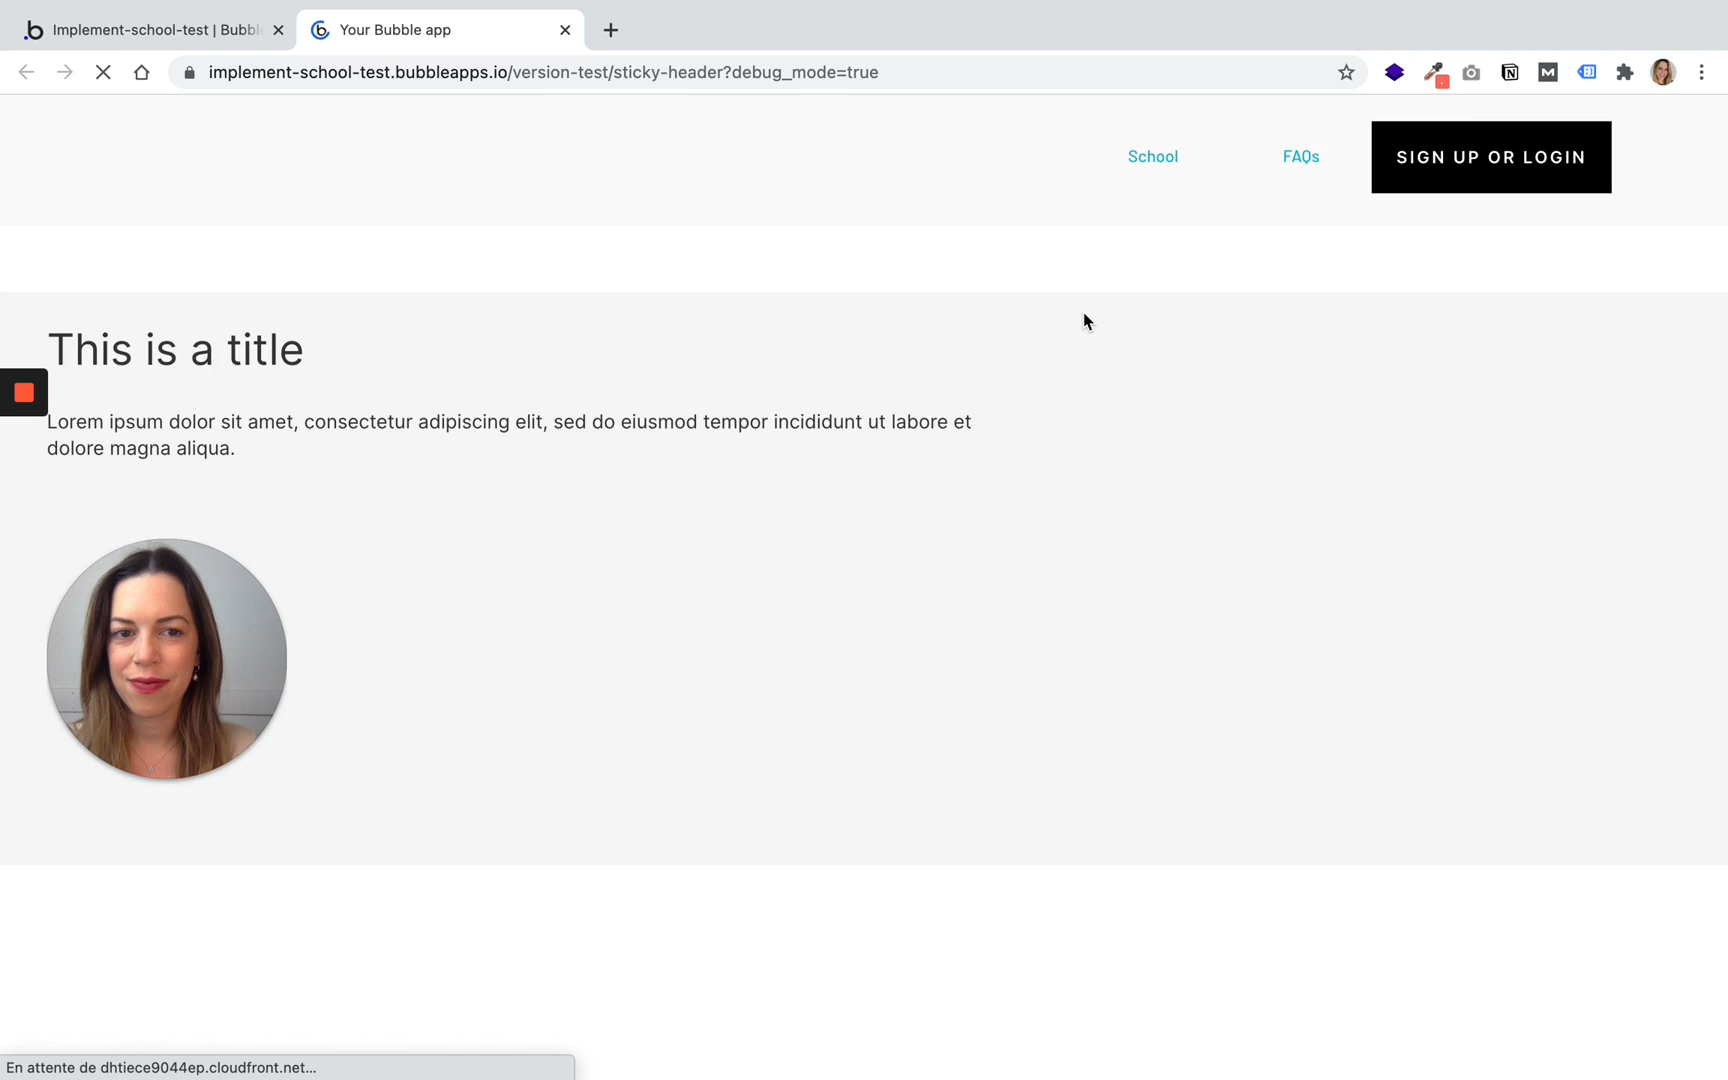 Implement-school-test | Bubbl
Your Bubble app
implement-school-test.bubbleapps.io/version-test/sticky-header?debug_mode=true
School
FAQs
SIGN UP OR LOGIN
This is a title
Lorem ipsum dolor sit amet, consectetur adipiscing elit, sed do eiusmod tempor incididunt ut labore et
dolore magna aliqua.
En attente de dhtiece9044ep.cloudfront.net...